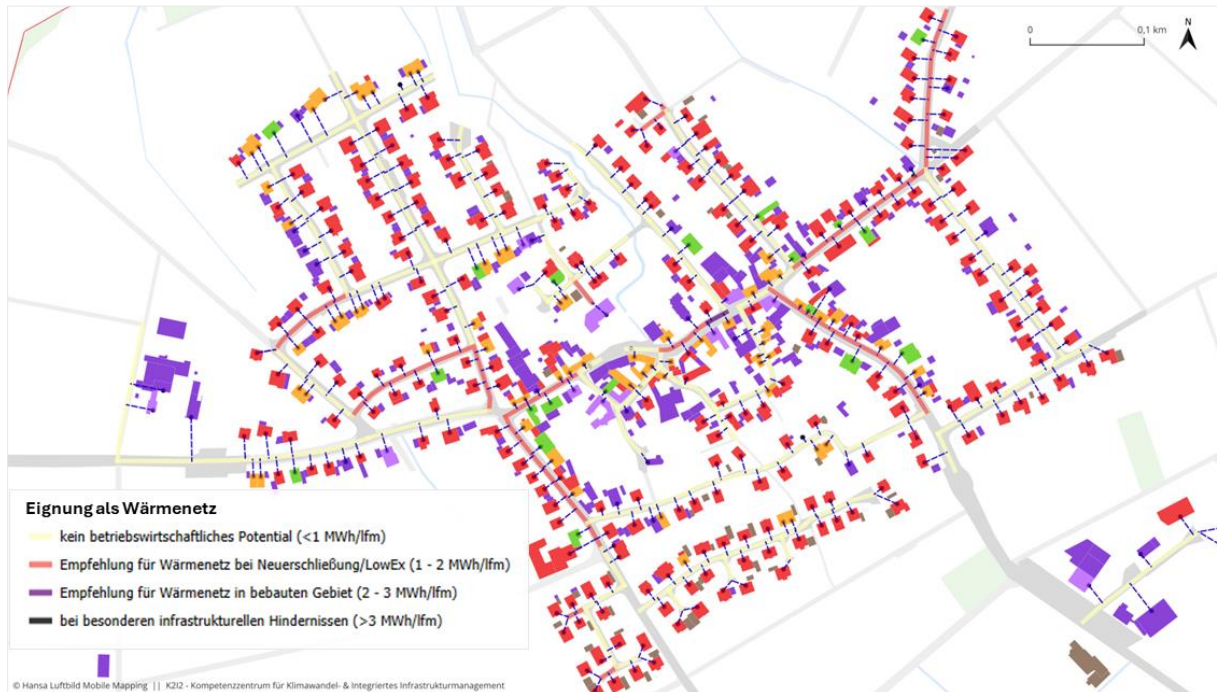 0
0,1 km
N
Eignung als Wärmenetz
kein betriebswirtschaftliches Potential (<1 MWh/lfm)
Empfehlung für Wärmenetz bei Neuerschließung/LowEx (1 - 2 MWh/lfm)
Empfehlung für Wärmenetz in bebauten Gebiet (2 - 3 MWh/lfm)
bei besonderen infrastrukturellen Hindernissen (>3 MWh/lfm)
© Hansa Luftbild Mobile Mapping || K2I2 - Kompetenzzentrum für Klimawandel- & Integriertes Infrastrukturmanagement